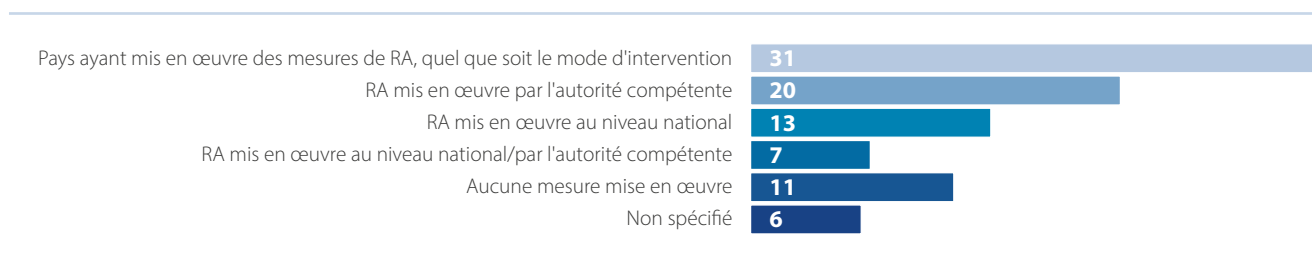 Pays ayant mis en œuvre des mesures de RA, quel que soit le mode d'intervention 31
RA mis en œuvre par l'autorité compétente 20
RA mis en œuvre au niveau national 13
RA mis en œuvre au niveau national/par l'autorité compétente 7
Aucune mesure mise en œuvre 11
Non spécifié 6